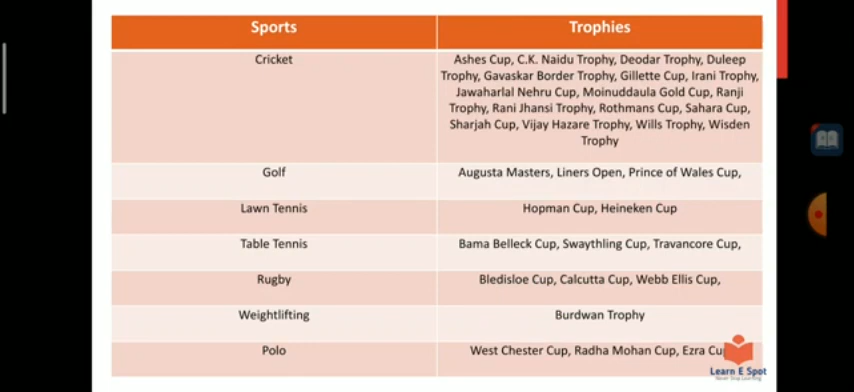 Sports Trophies
Cricket
Ashes Cup, C.K. Naidu Trophy, Deodar Trophy, Duleep
Trophy, Gavaskar Border Trophy, Gillette Cup, Irani Trophy,
Jawaharlal Nehru Cup, Moinuddaula Gold Cup, Ranji
Trophy, Rani Jhansi Trophy, Rothmans Cup, Sahara Cup,
Sharjah Cup, Vijay Hazare Trophy, Wills Trophy, Wisden
Trophy
Golf Augusta Masters, Liners Open, Prince of Wales Cup,
Lawn Tennis Hopman Cup, Heineken Cup
Table Tennis Bama Belleck Cup, Swaythling Cup, Travancore Cup,
Rugby Bledisloe Cup, Calcutta Cup, Webb Ellis Cup,
Weightlifting Burdwan Trophy
Polo West Chester Cup, Radha Mohan Cup, Ezra
Learn E Spot
Never Stop Learning